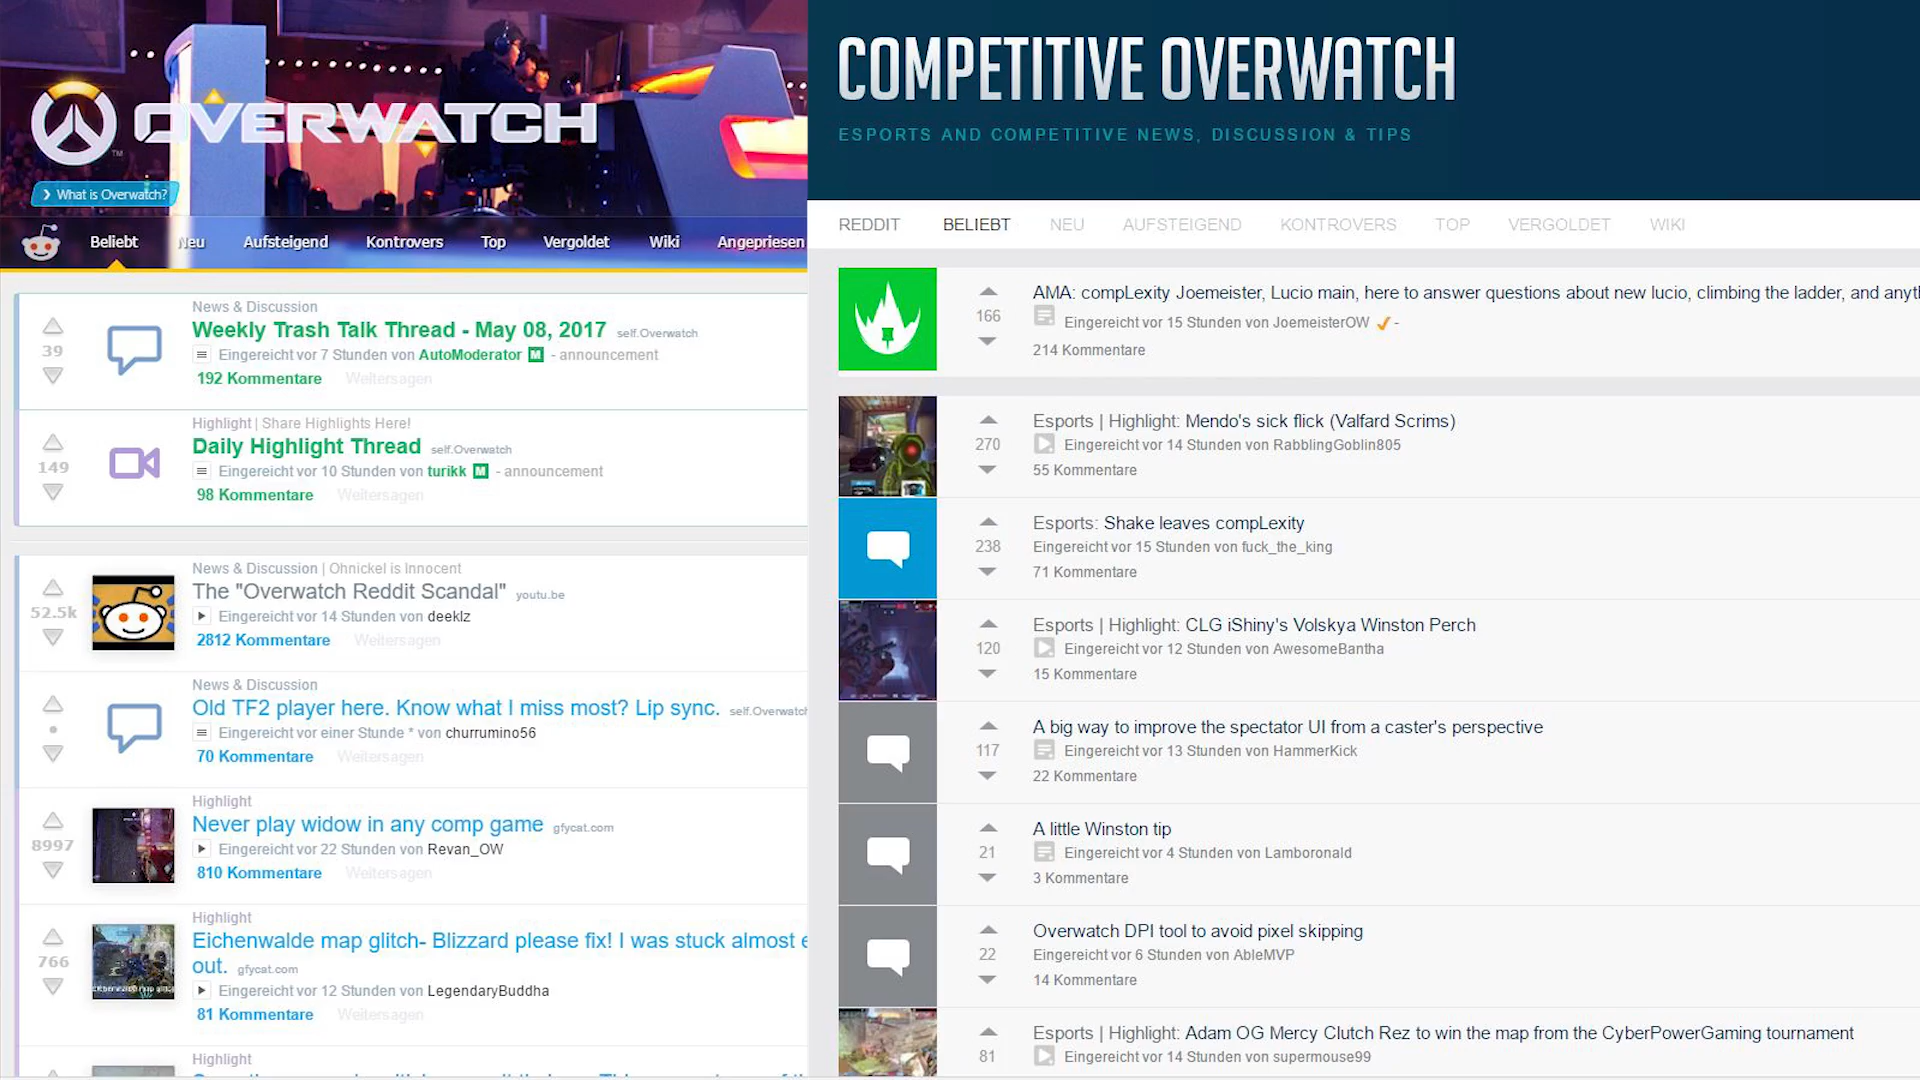 OVERWATCH
TM
What is Overwatch?
Beliebt Neu Aufsteigend Kontrovers Top Vergoldet Wiki Angepriesen
39
News & Discussion
Weekly Trash Talk Thread - May 08, 2017 self.Overwatch
Eingereicht vor 7 Stunden von AutoModerator M - announcement
192 Kommentare Weitersagen
149
Highlight | Share Highlights Here!
Daily Highlight Thread self.Overwatch
Eingereicht vor 10 Stunden von turikk M - announcement
98 Kommentare Weitersagen
52.5k
News & Discussion | Ohnickel is Innocent
The "Overwatch Reddit Scandal" youtu.be
Eingereicht vor 14 Stunden von deeklz
2812 Kommentare Weitersagen
•
News & Discussion
Old TF2 player here. Know what I miss most? Lip sync. self.Overwatch
Eingereicht vor einer Stunde * von churrumino56
70 Kommentare Weitersagen
8997
Highlight
Never play widow in any comp game gfycat.com
Eingereicht vor 22 Stunden von Revan_OW
810 Kommentare Weitersagen
766
Highlight
Eichenwalde map glitch- Blizzard please fix! I was stuck almost e
out. gfycat.com
Eingereicht vor 12 Stunden von LegendaryBuddha
81 Kommentare Weitersagen
Highlight
COMPETITIVE OVERWATCH
ESPORTS AND COMPETITIVE NEWS, DISCUSSION & TIPS
REDDIT BELIEBT NEU AUFSTEIGEND KONTROVERS TOP VERGOLDET WIKI
166
AMA: compLexity Joemeister, Lucio main, here to answer questions about new lucio, climbing the ladder, and anyt
Eingereicht vor 15 Stunden von JoemeisterOW ✓ -
214 Kommentare
270
Esports | Highlight: Mendo's sick flick (Valfard Scrims)
Eingereicht vor 14 Stunden von RabblingGoblin805
55 Kommentare
238
Esports: Shake leaves compLexity
Eingereicht vor 15 Stunden von fuck_the_king
71 Kommentare
120
Esports | Highlight: CLG iShiny's Volskya Winston Perch
Eingereicht vor 12 Stunden von AwesomeBantha
15 Kommentare
117
A big way to improve the spectator UI from a caster's perspective
Eingereicht vor 13 Stunden von HammerKick
22 Kommentare
21
A little Winston tip
Eingereicht vor 4 Stunden von Lamboronald
3 Kommentare
22
Overwatch DPI tool to avoid pixel skipping
Eingereicht vor 6 Stunden von AbleMVP
14 Kommentare
81
Esports | Highlight: Adam OG Mercy Clutch Rez to win the map from the CyberPowerGaming tournament
Eingereicht vor 14 Stunden von supermouse99